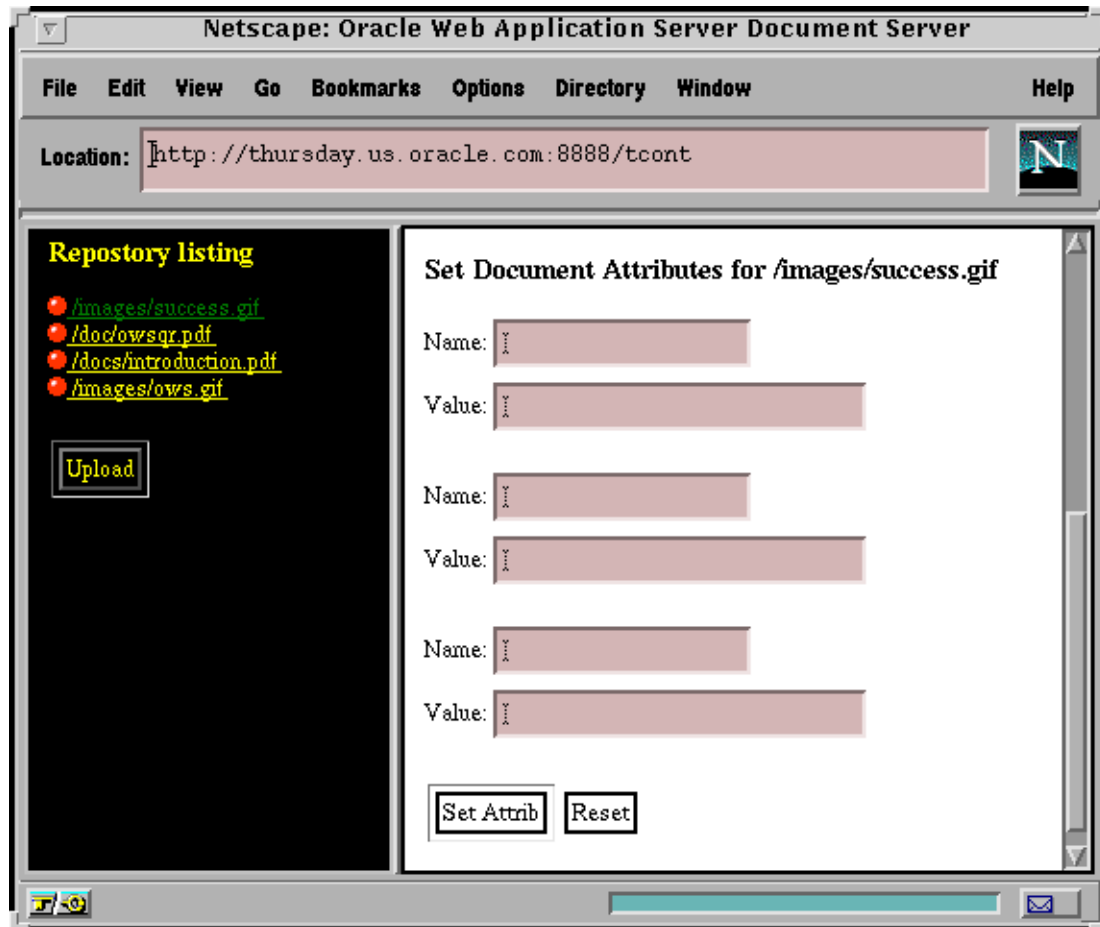 Netscape: Oracle Web Application Server Document Server
File Edit View Go Bookmarks Options Directory Window Help
Location: http://thursday.us.oracle.com:8888/tcont
N
Repostory listing
/images/success.gif
/doc/owsqr.pdf
/docs/introduction.pdf
/images/ows.gif
Upload
Set Document Attributes for /images/success.gif
Name:
Value:
Name:
Value:
Name:
Value:
Set Attrib Reset